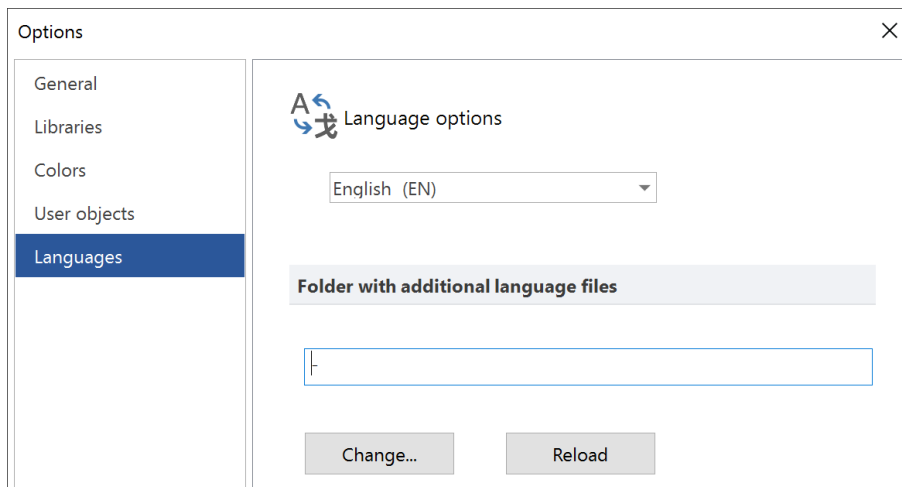 Options
General
Libraries
Colors
User objects
Languages
Language options
English (EN)
Folder with additional language files
-
Change...
Reload